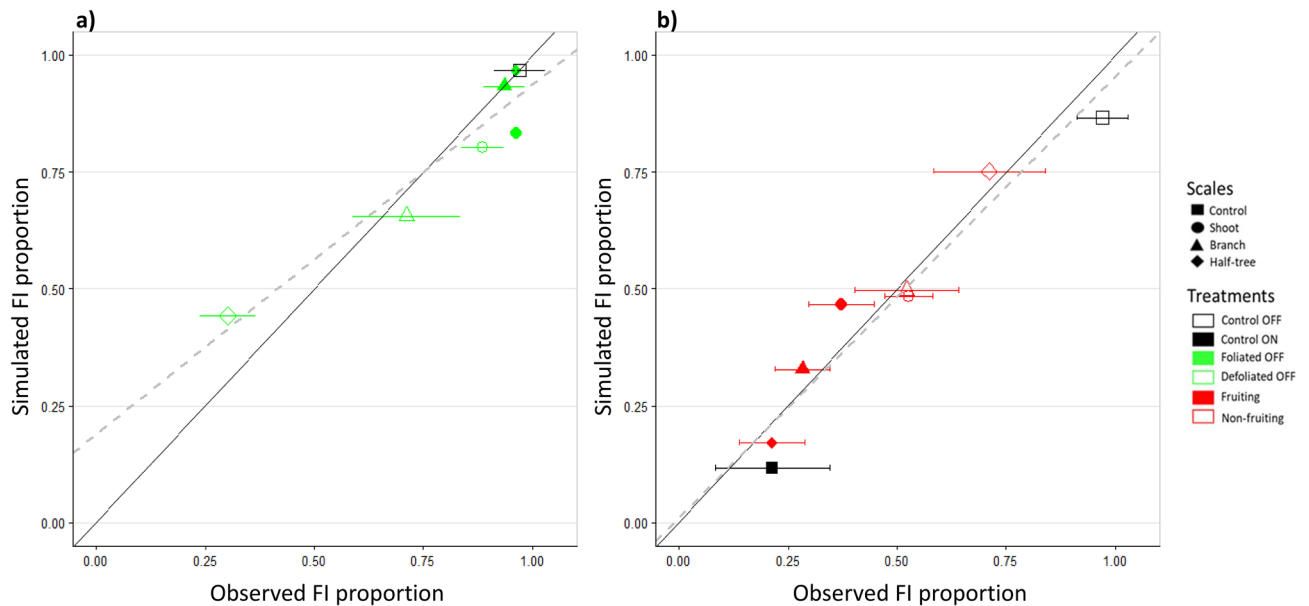 a)
1.00
0.75
0.50
0.25
0.00
Simulated FI proportion
0.00 0.25 0.50 0.75 1.00
Observed FI proportion
b)
1.00
0.75
0.50
0.25
0.00
Simulated FI proportion
0.00 0.25 0.50 0.75 1.00
Observed FI proportion
Scales
Control
Shoot
Branch
Half-tree
Treatments
Control OFF
Control ON
Foliated OFF
Defoliated OFF
Fruiting
Non-fruiting